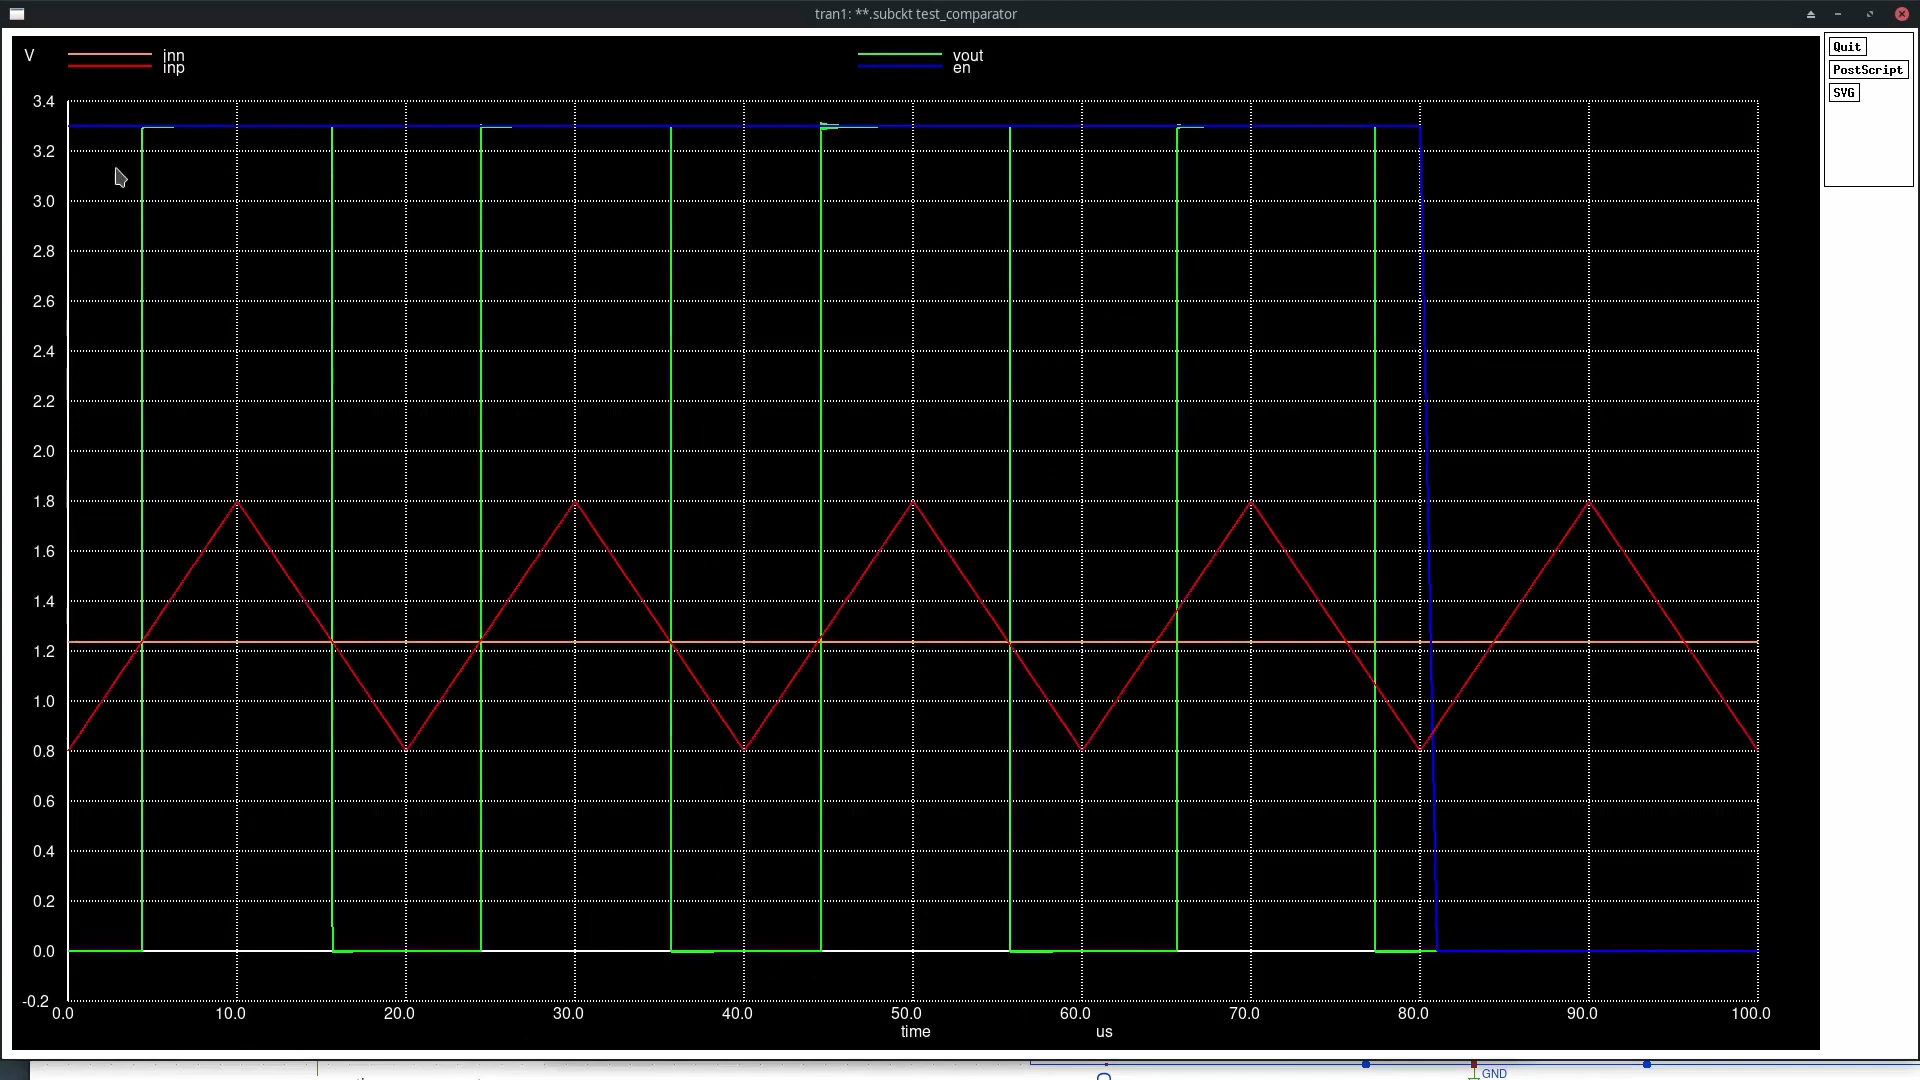 tran1: **.subckt test_comparator
V
inn
inp
vout
en
Quit
PostScript
SVG
3.4
3.2
3.0
2.8
2.6
2.4
2.2
2.0
1.8
1.6
1.4
1.2
1.0
0.8
0.6
0.4
0.2
0.0
-0.2
0.0 10.0 20.0 30.0 40.0 50.0 60.0 70.0 80.0 90.0 100.0
time us
GND